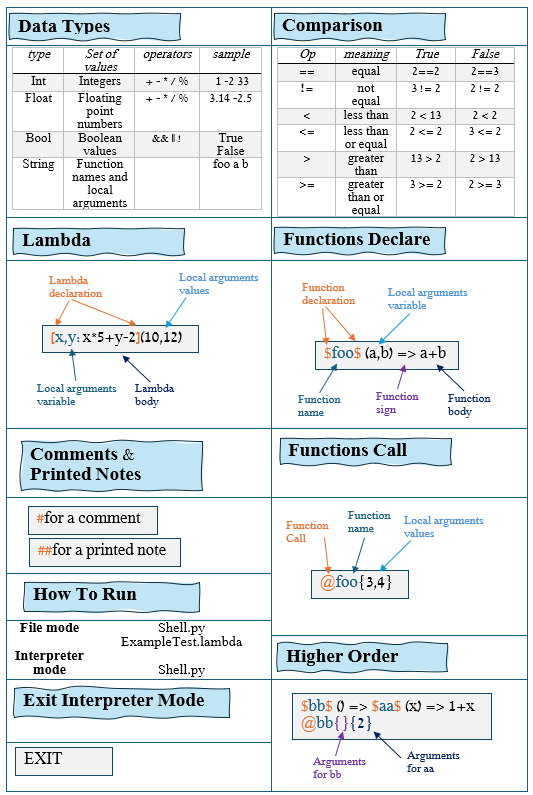 Data Types
type Set of values operators sample
Int Integers + - * / % 1 -2 33
Float Floating point numbers + - * / % 3.14 -2.5
Bool Boolean values && || ! True False
String Function names and local arguments foo a b
Comparison
Op meaning True False
== equal 2==2 2==3
!= not equal 3 != 2 2 != 2
< less than 2 < 13 2 < 2
<= less than or equal 2 <= 2 3 <= 2
> greater than 13 > 2 2 > 13
>= greater than or equal 3 >= 2 2 >= 3
Lambda
Lambda
declaration
Local arguments
values
[x,y: x*5+y-2](10,12)
Local arguments
variable
Lambda
body
Functions Declare
Function
declaration
Local arguments
variable
$foo$ (a,b) => a+b
Function
name
Function
sign
Function
body
Comments &
Printed Notes
#for a comment
##for a printed note
Functions Call
Function
Call
Function
name
Local arguments
values
@foo{3,4}
How To Run
File mode Shell.py
ExampleTest.lambda
Interpreter
mode Shell.py
Exit Interpreter Mode
EXIT
Higher Order
$bb$ () => $aa$ (x) => 1+x
@bb{}{2}
Arguments
for bb
Arguments
for aa